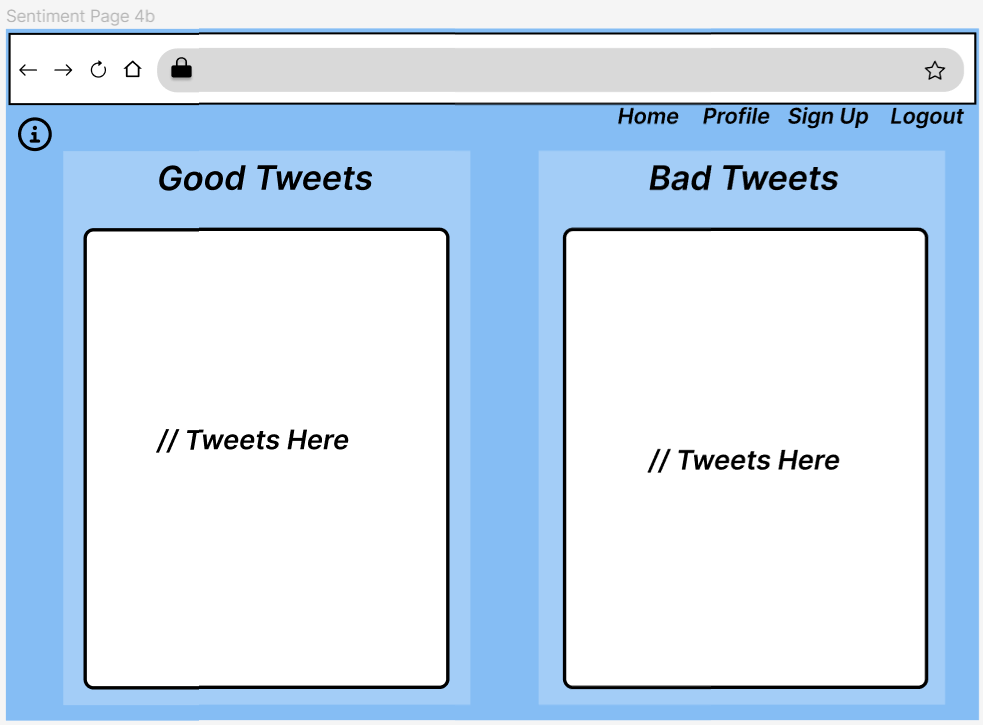 Sentiment Page 4b
Home Profile Sign Up Logout
Good Tweets
Bad Tweets
// Tweets Here
// Tweets Here